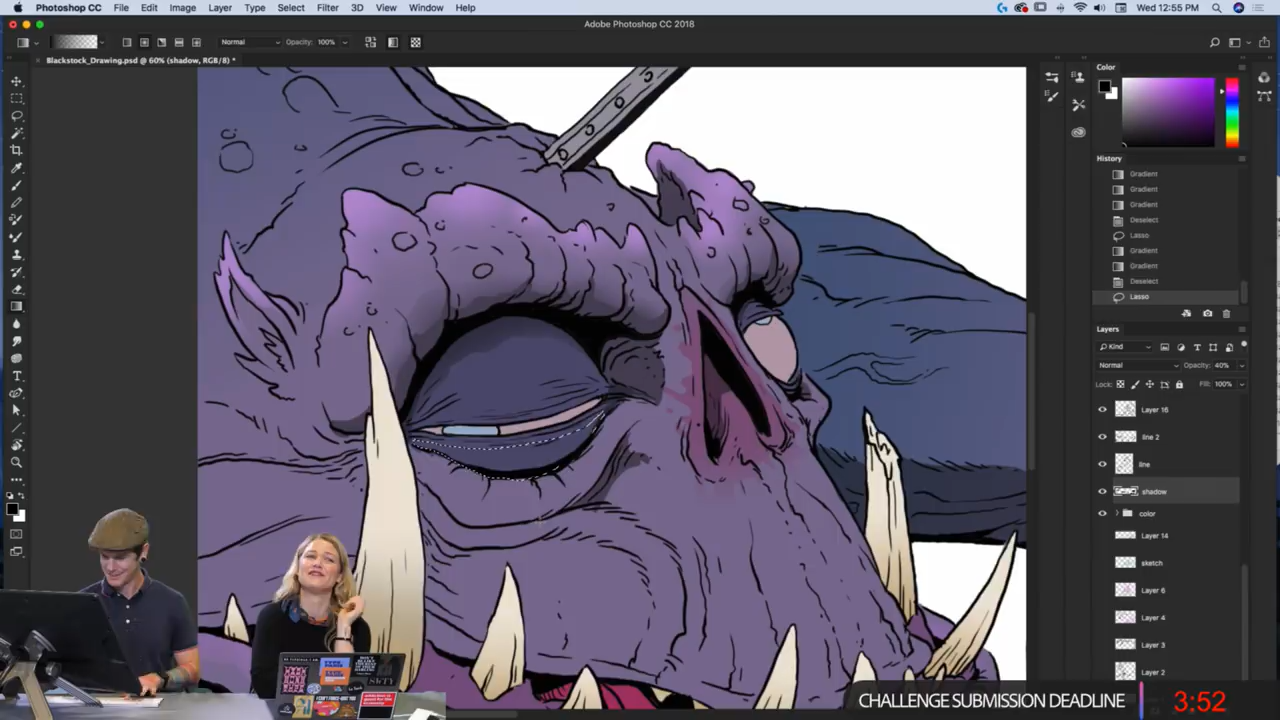 Photoshop CC File Edit Image Layer Type Select Filter 3D View Window Help Wed 12:55 PM
Adobe Photoshop CC 2018
Normal Opacity: 100%
Blackstock_Drawing.psd @ 60% (shadow, RGB/8) *
Color
History
Gradient
Gradient
Gradient
Deselect
Lasso
Gradient
Gradient
Deselect
Lasso
Layers
Kind
Normal Opacity: 40%
Lock: Fill: 100%
Layer 16
line 2
line
shadow
color
Layer 14
sketch
Layer 6
Layer 4
Layer 3
Layer 2
CHALLENGE SUBMISSION DEADLINE 3:52